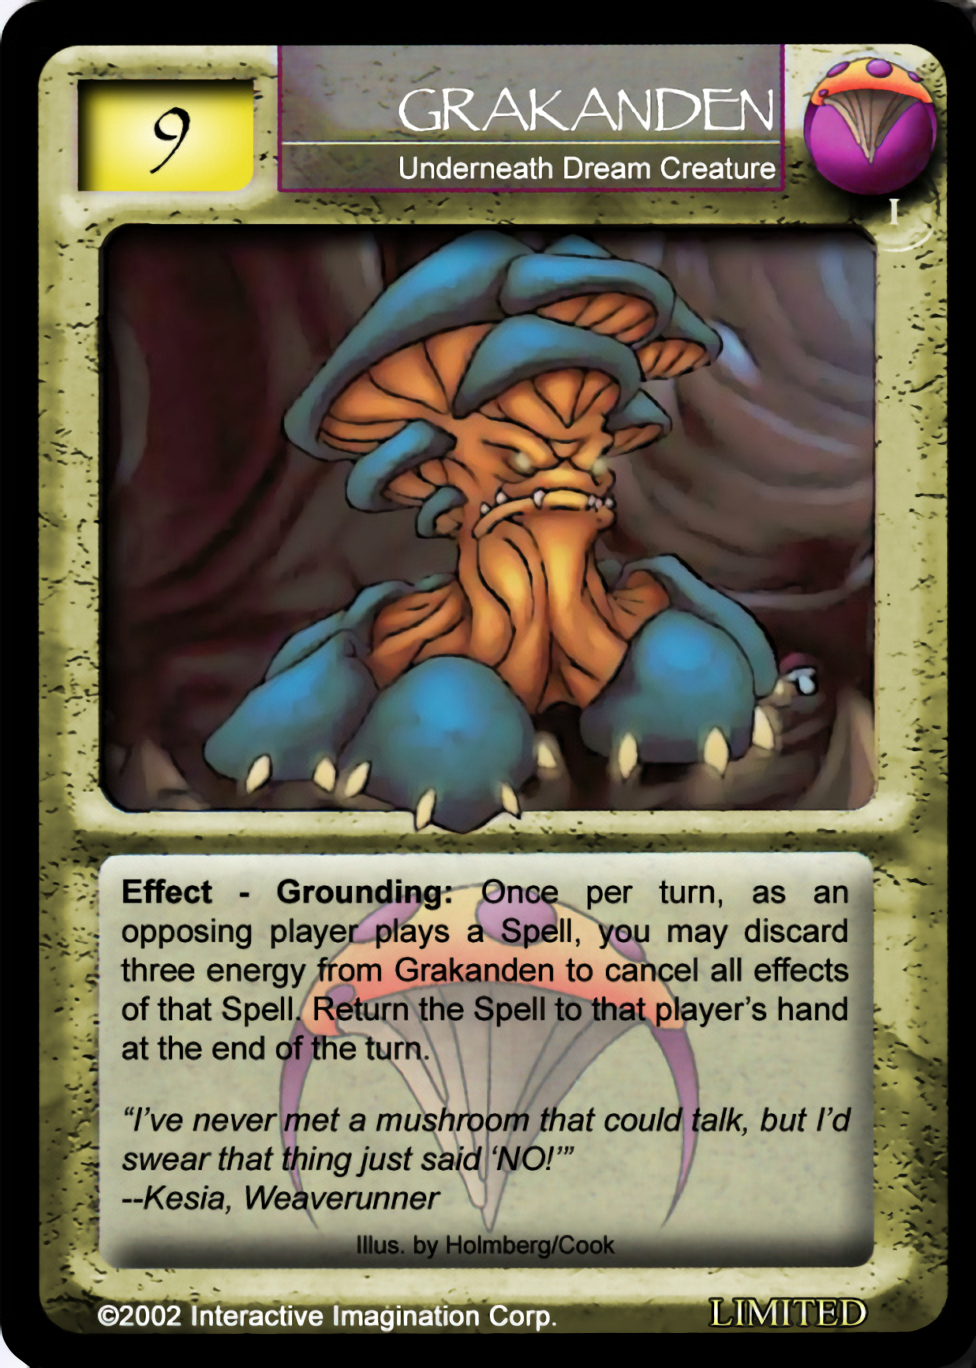 9
GRAKANDEN
Underneath Dream Creature
I
Effect - Grounding: Once per turn, as an
opposing player plays a Spell, you may discard
three energy from Grakanden to cancel all effects
of that Spell. Return the Spell to that player's hand
at the end of the turn.
“I've never met a mushroom that could talk, but I'd
swear that thing just said ‘NO!’”
--Kesia, Weaverunner
Illus. by Holmberg/Cook
©2002 Interactive Imagination Corp.
LIMITED